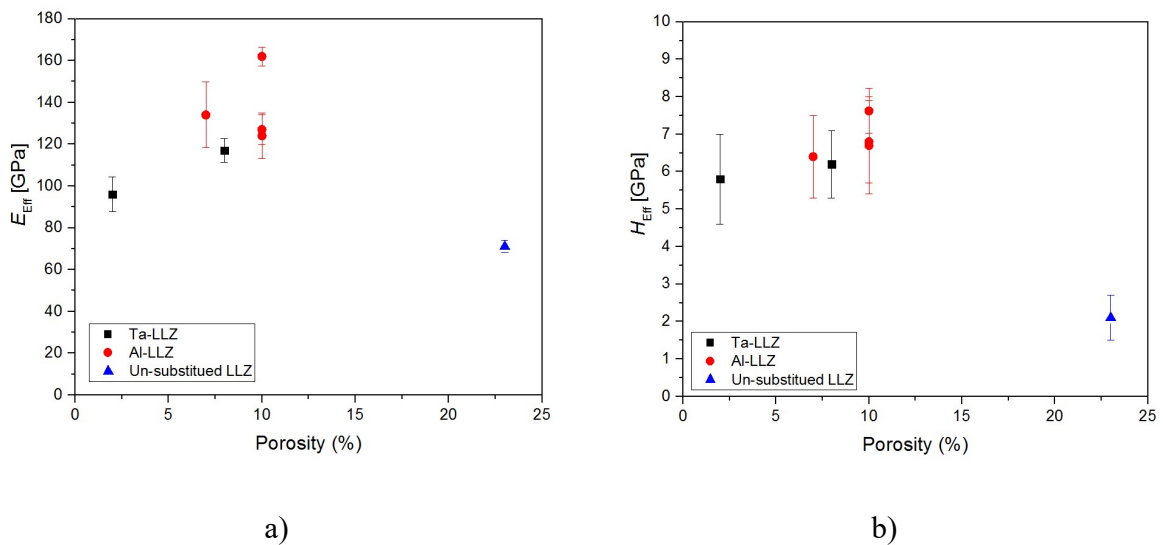 180
160
140
120
100
80
60
40
20
0
E_Eff [GPa]
Ta-LLZ
Al-LLZ
Un-substitued LLZ
0 5 10 15 20 25
Porosity (%)
a)
10
9
8
7
6
5
4
3
2
1
0
H_Eff [GPa]
Ta-LLZ
Al-LLZ
Un-substitued LLZ
0 5 10 15 20 25
Porosity (%)
b)